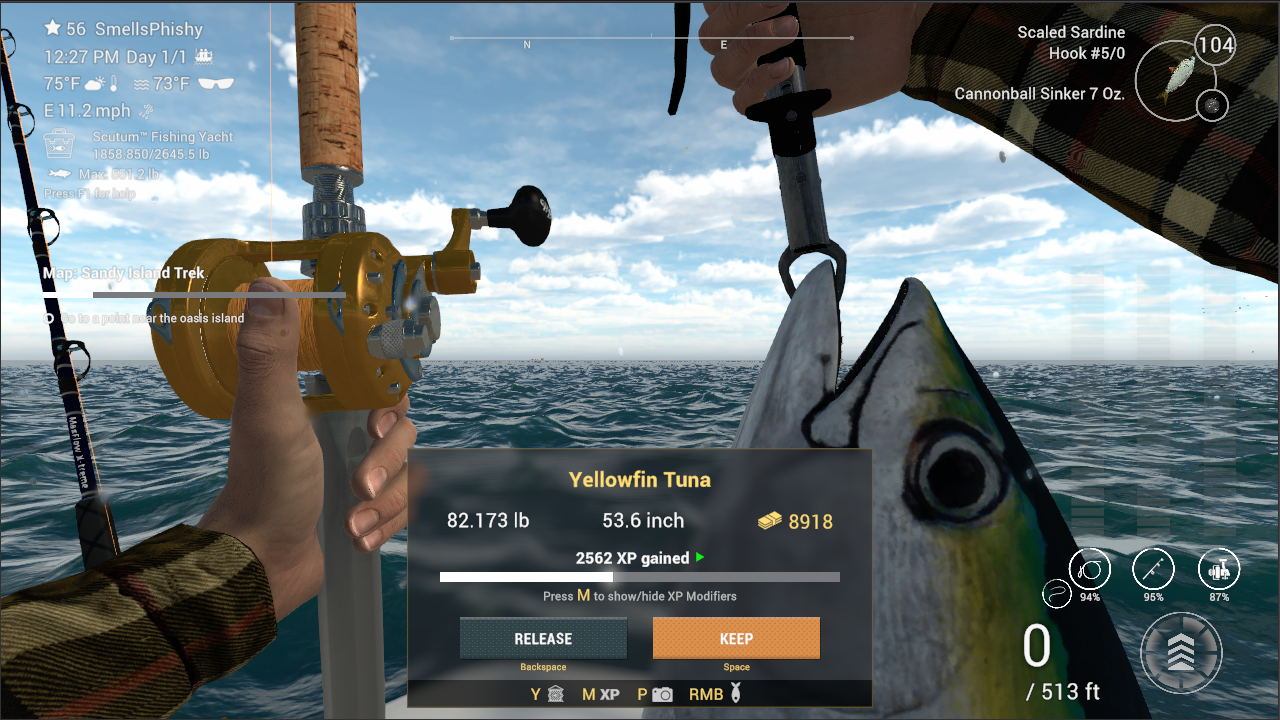 56 SmellsPhishy
12:27 PM Day 1/1
75°F 73°F
E 11.2 mph
Scutum™ Fishing Yacht
1858.850/2645.5 lb
Press F1 for help
Map: Sandy Island Trek
Go to a point near the oasis island
N
E
Scaled Sardine
Hook #5/0
104
Cannonball Sinker 7 Oz.
Maxflow X-treme
Yellowfin Tuna
82.173 lb 53.6 inch 8918
2562 XP gained
Press M to show/hide XP Modifiers
RELEASE KEEP
Backspace Space
Y M XP P RMB
94% 95% 87%
0
/ 513 ft